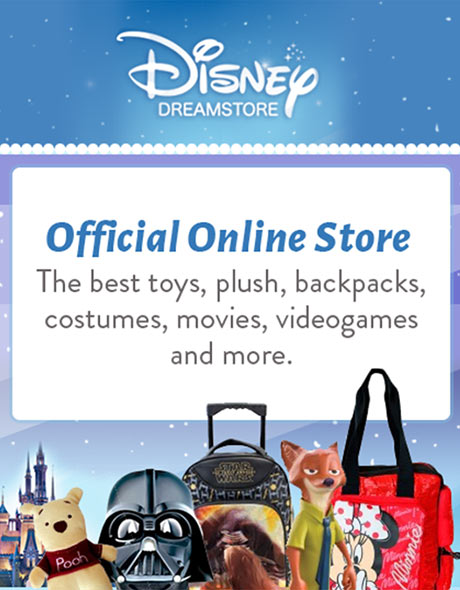 Disney
DREAMSTORE
Official Online Store
The best toys, plush, backpacks,
costumes, movies, videogames
and more.
STAR
WARS
Pooh
Minnie